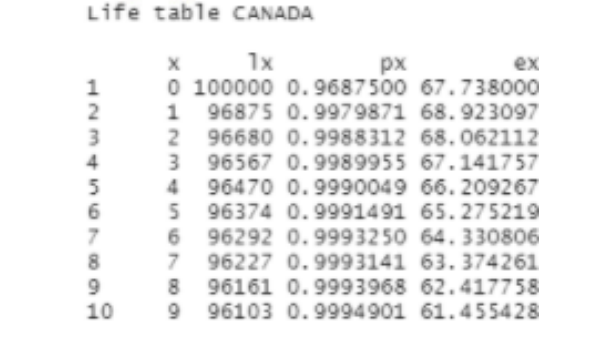 Life table CANADA
x lx px ex
1 0 100000 0.9687500 67.738000
2 1 96875 0.9979871 68.923097
3 2 96680 0.9988312 68.062112
4 3 96567 0.9989955 67.141757
5 4 96470 0.9990049 66.209267
6 5 96374 0.9991491 65.275219
7 6 96292 0.9993250 64.330806
8 7 96227 0.9993141 63.374261
9 8 96161 0.9993968 62.417758
10 9 96103 0.9994901 61.455428